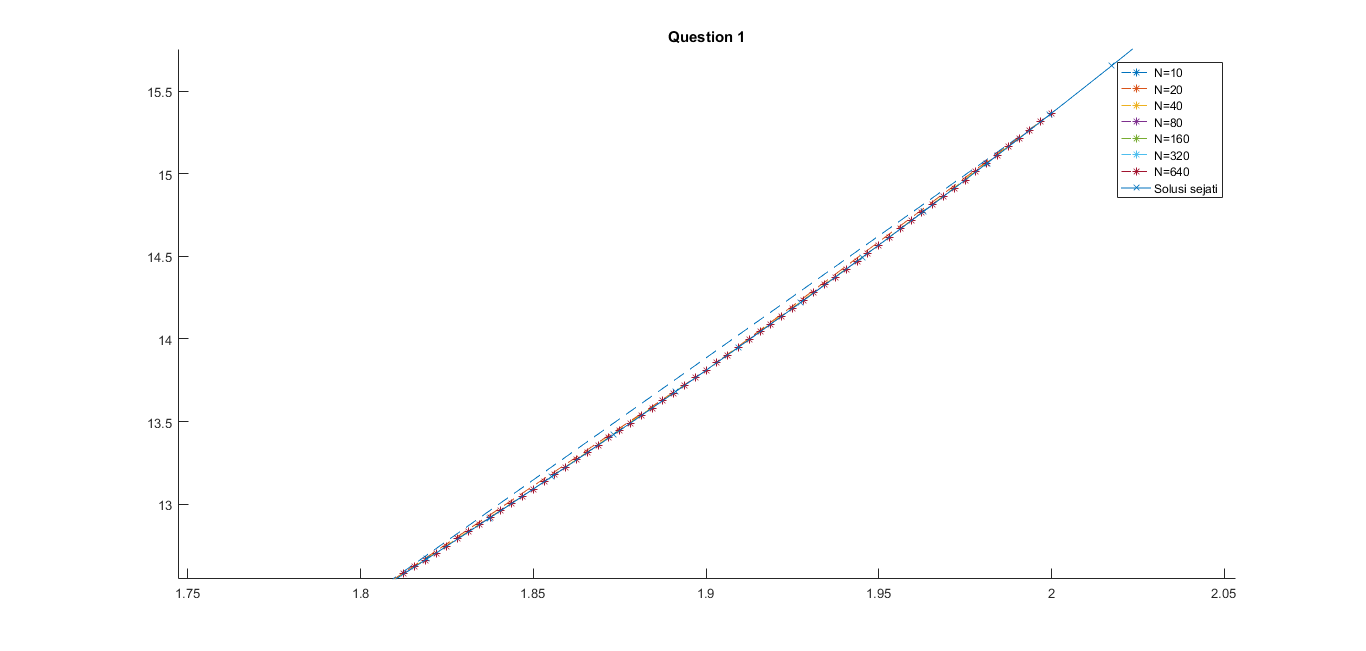 Question 1
15.5
15
14.5
14
13.5
13
1.75 1.8 1.85 1.9 1.95 2 2.05
N=10
N=20
N=40
N=80
N=160
N=320
N=640
Solusi sejati